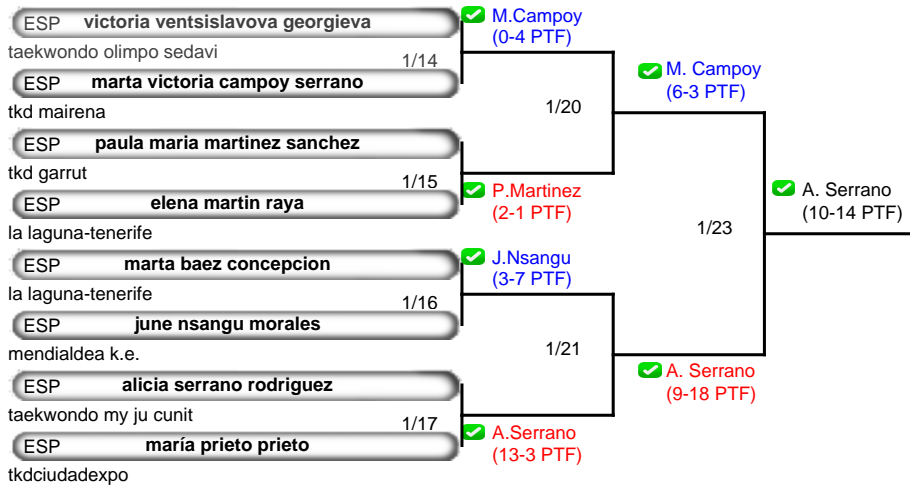 ESP victoria ventsislavova georgieva
taekwondo olimpo sedavi
1/14
ESP marta victoria campoy serrano
tkd mairena
M.Campoy
(0-4 PTF)
1/20
M. Campoy
(6-3 PTF)
ESP paula maria martinez sanchez
tkd garrut
1/15
ESP elena martin raya
la laguna-tenerife
P.Martinez
(2-1 PTF)
1/23
A. Serrano
(10-14 PTF)
ESP marta baez concepcion
la laguna-tenerife
1/16
ESP june nsangu morales
mendialdea k.e.
J.Nsangu
(3-7 PTF)
1/21
A. Serrano
(9-18 PTF)
ESP alicia serrano rodriguez
taekwondo my ju cunit
1/17
ESP maría prieto prieto
tkdciudadexpo
A.Serrano
(13-3 PTF)